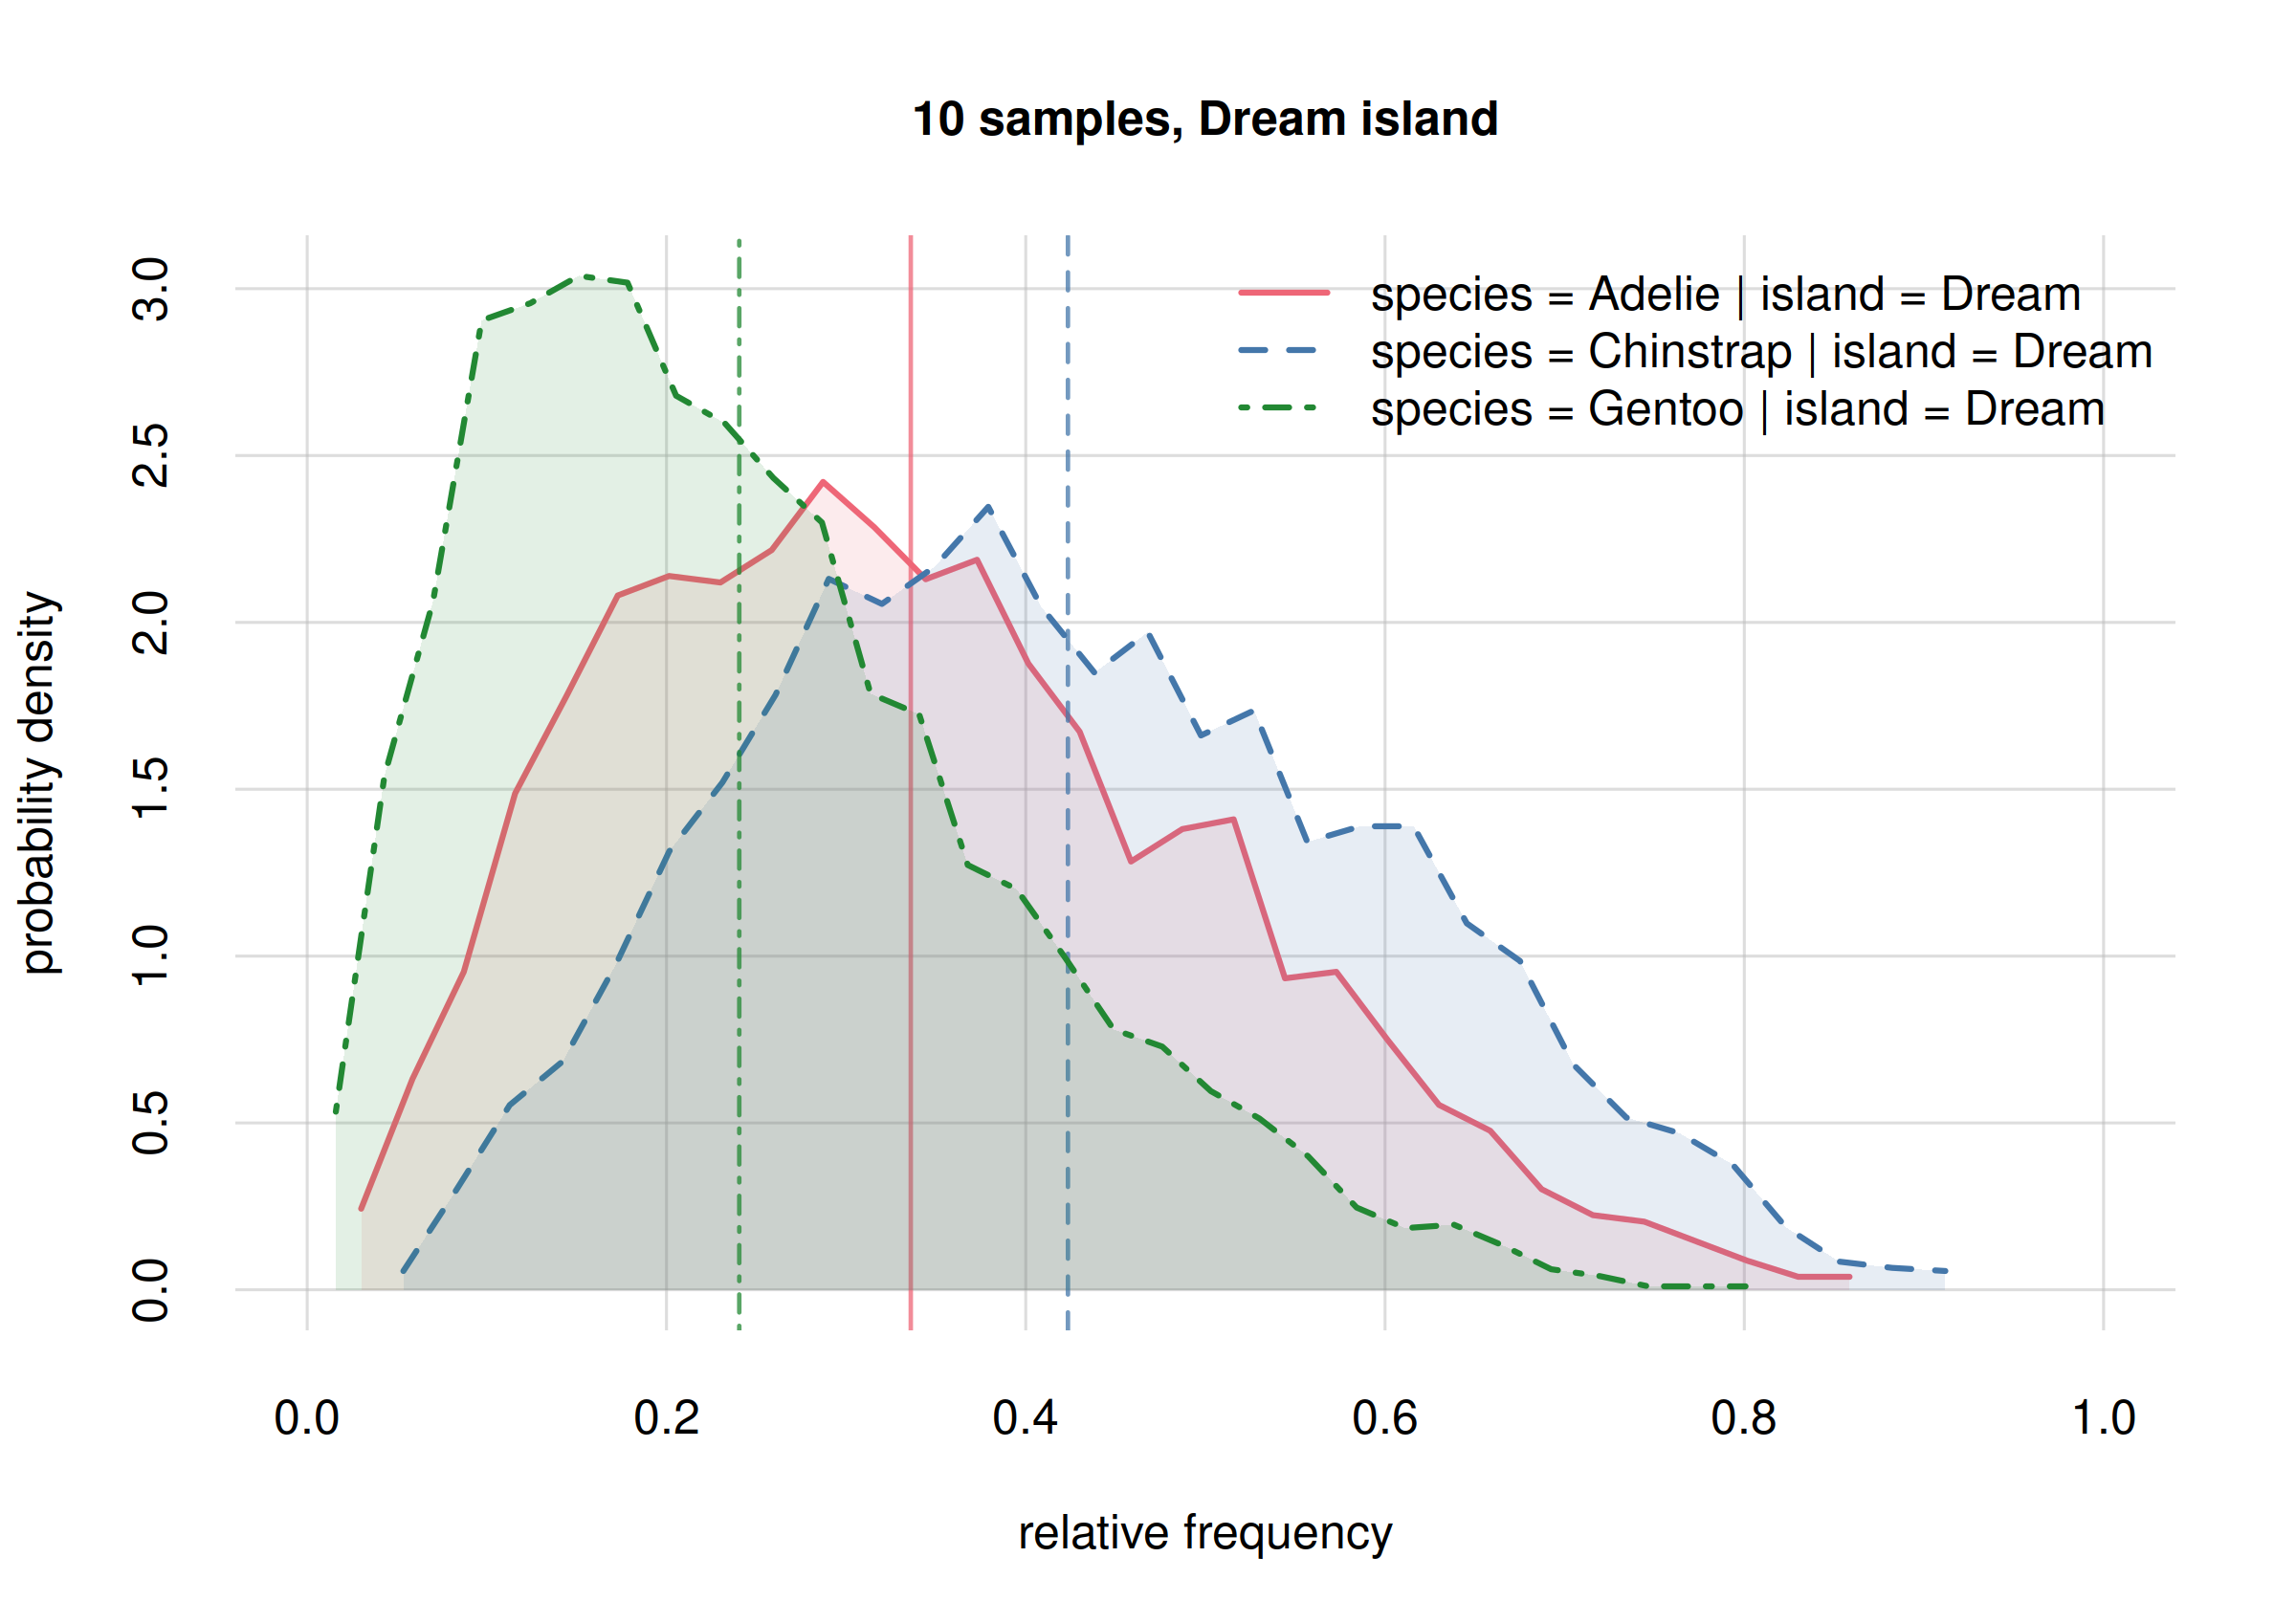 10 samples, Dream island
probability density
3.0
2.5
2.0
1.5
1.0
0.5
0.0
species = Adelie | island = Dream
species = Chinstrap | island = Dream
species = Gentoo | island = Dream
0.0 0.2 0.4 0.6 0.8 1.0
relative frequency